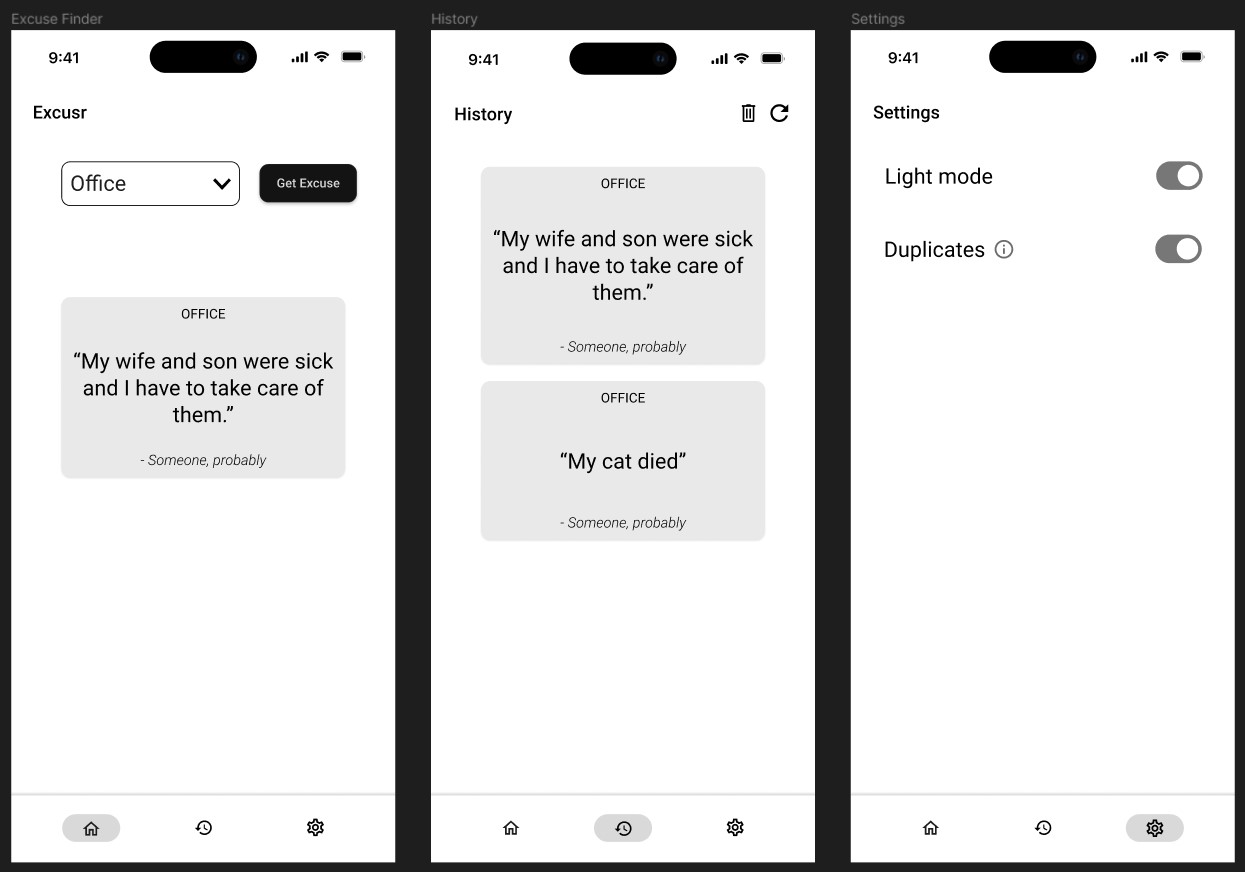 Excuse Finder
9:41
Excusr
Office
Get Excuse
OFFICE
“My wife and son were sick
and I have to take care of
them.”
- Someone, probably
History
9:41
History
OFFICE
“My wife and son were sick
and I have to take care of
them.”
- Someone, probably
OFFICE
“My cat died”
- Someone, probably
Settings
9:41
Settings
Light mode
Duplicates